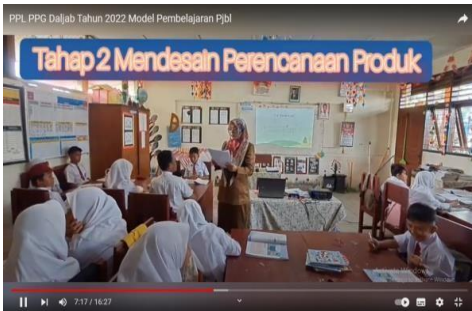 PPL PPG Daljab Tahun 2022 Model Pembelajaran Pjbl
Tahap 2 Mendesain Perencanaan Produk
7:17 / 16:27